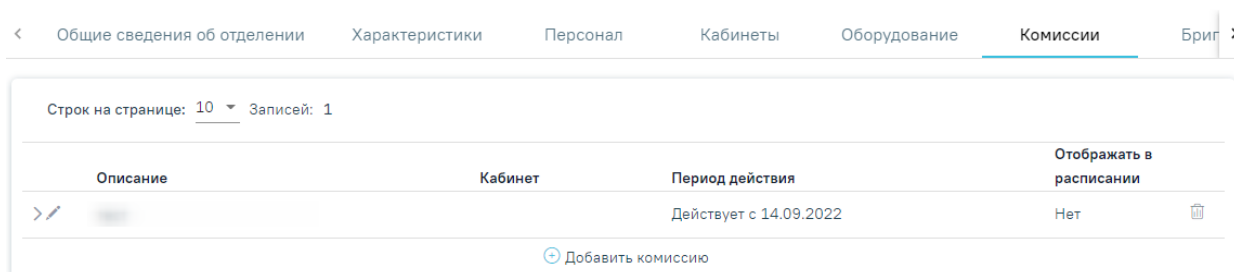 Общие сведения об отделении Характеристики Персонал Кабинеты Оборудование Комиссии Бриг
Строк на странице: 10 Записей: 1
Описание Кабинет Период действия Отображать в расписании
Действует с 14.09.2022 Нет
Добавить комиссию